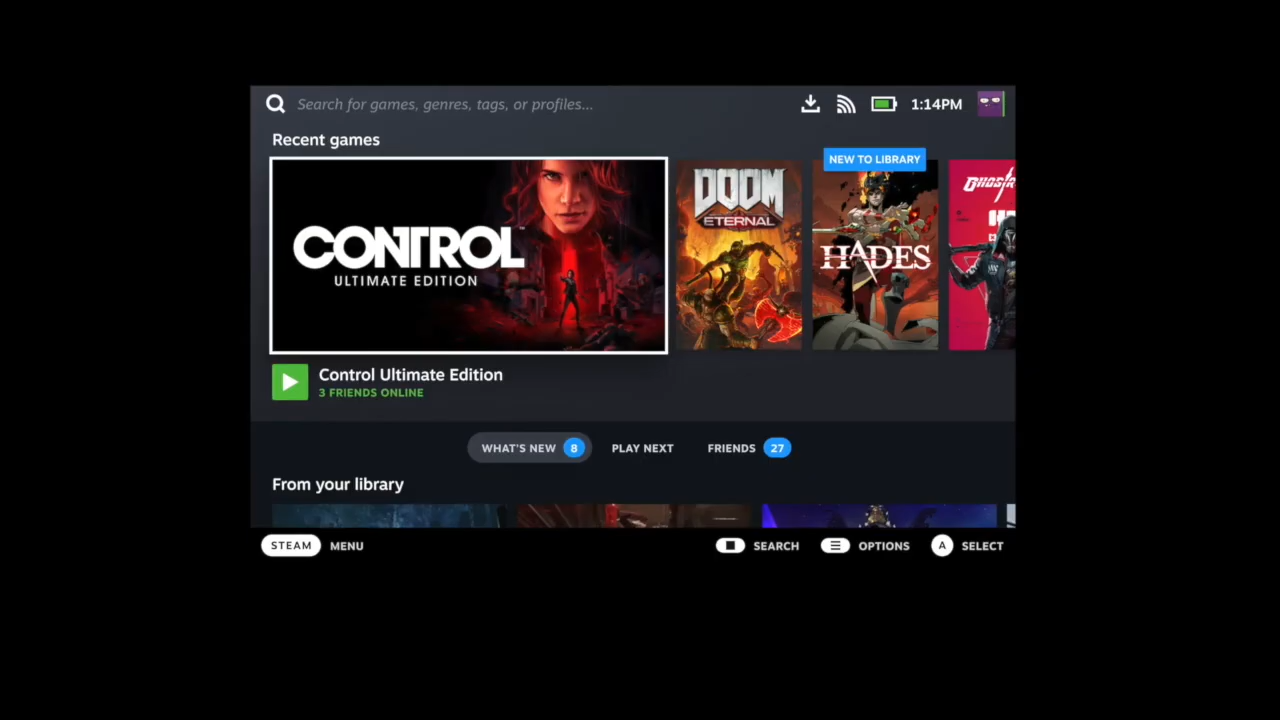 Search for games, genres, tags, or profiles...
1:14PM
Recent games
NEW TO LIBRARY
CONTROL™
ULTIMATE EDITION
DOOM
ETERNAL
HADES
Control Ultimate Edition
3 FRIENDS ONLINE
WHAT'S NEW 8
PLAY NEXT
FRIENDS 27
From your library
STEAM MENU
SEARCH
OPTIONS
A SELECT